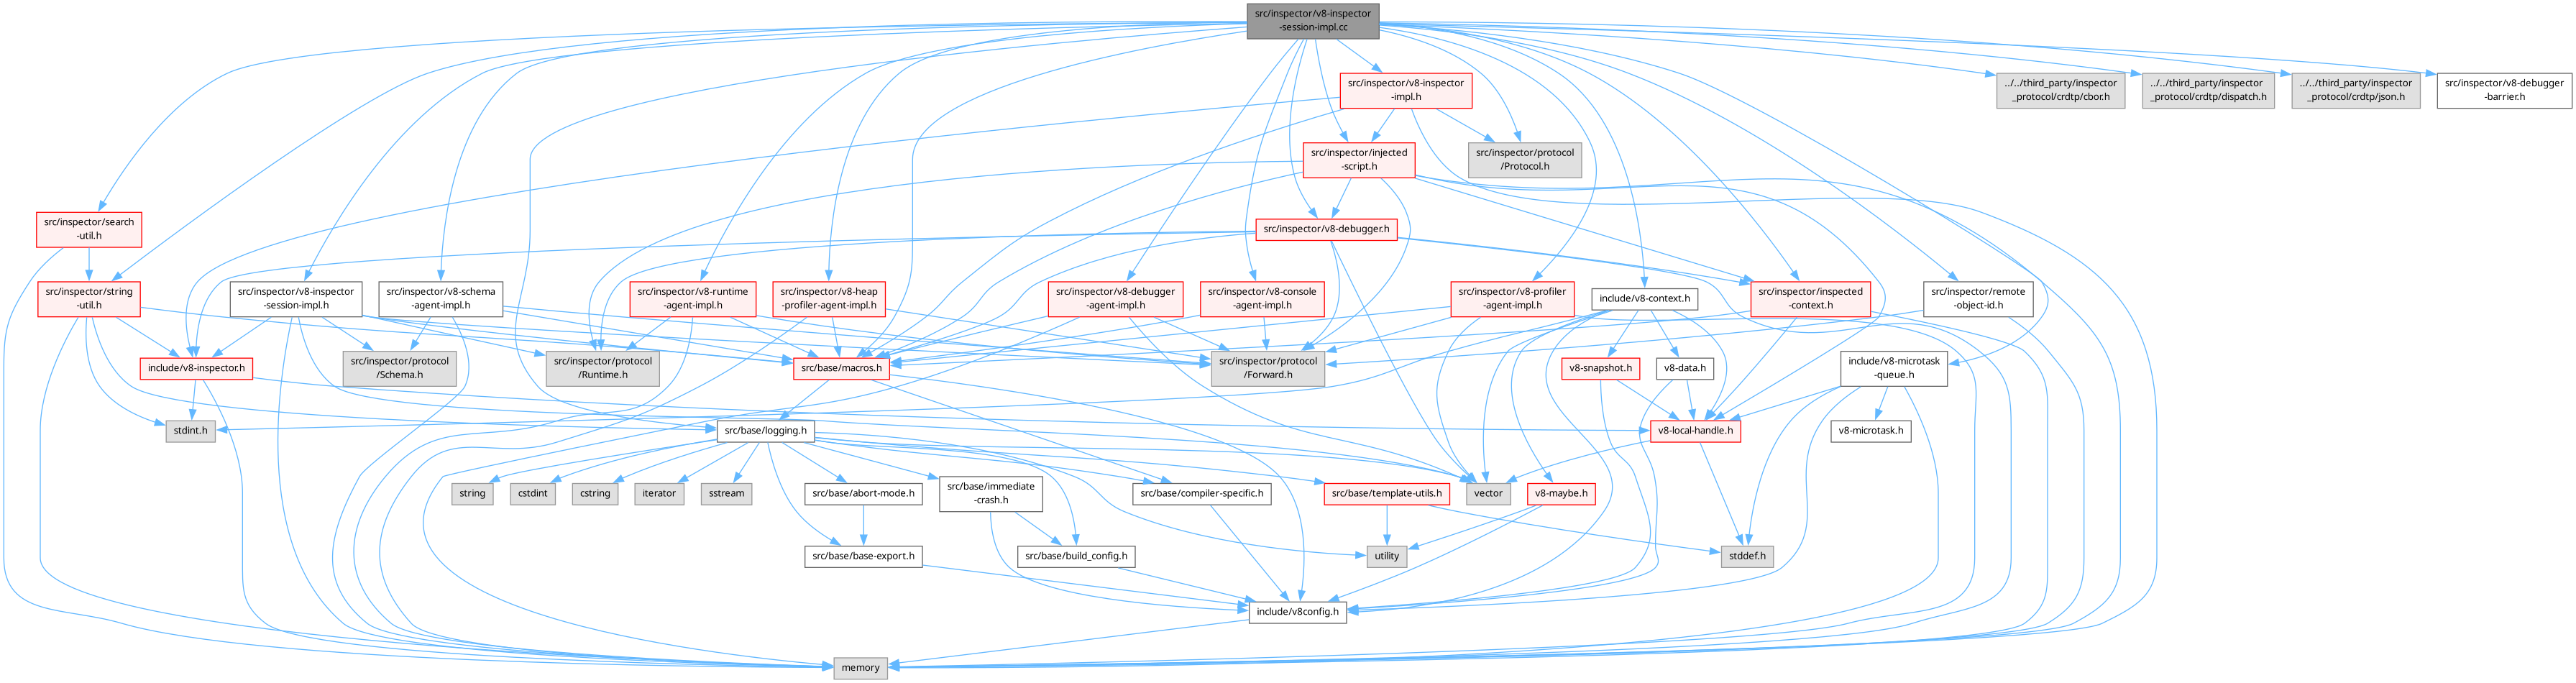 src/inspector/v8-inspector
-session-impl.cc
src/inspector/v8-inspector
-impl.h
../../third_party/inspector
_protocol/crdtp/cbor.h
../../third_party/inspector
_protocol/crdtp/dispatch.h
../../third_party/inspector
_protocol/crdtp/json.h
src/inspector/v8-debugger
-barrier.h
src/inspector/injected
-script.h
src/inspector/protocol
/Protocol.h
src/inspector/search
-util.h
src/inspector/v8-debugger.h
src/inspector/string
-util.h
src/inspector/v8-inspector
-session-impl.h
src/inspector/v8-schema
-agent-impl.h
src/inspector/v8-runtime
-agent-impl.h
src/inspector/v8-heap
-profiler-agent-impl.h
src/inspector/v8-debugger
-agent-impl.h
src/inspector/v8-console
-agent-impl.h
src/inspector/v8-profiler
-agent-impl.h
include/v8-context.h
src/inspector/inspected
-context.h
src/inspector/remote
-object-id.h
include/v8-inspector.h
src/inspector/protocol
/Schema.h
src/inspector/protocol
/Runtime.h
src/base/macros.h
src/inspector/protocol
/Forward.h
v8-snapshot.h
v8-data.h
include/v8-microtask
-queue.h
stdint.h
src/base/logging.h
v8-local-handle.h
v8-microtask.h
string
cstdint
cstring
iterator
sstream
src/base/abort-mode.h
src/base/immediate
-crash.h
src/base/compiler-specific.h
src/base/template-utils.h
vector
v8-maybe.h
src/base/base-export.h
src/base/build_config.h
utility
stddef.h
include/v8config.h
memory